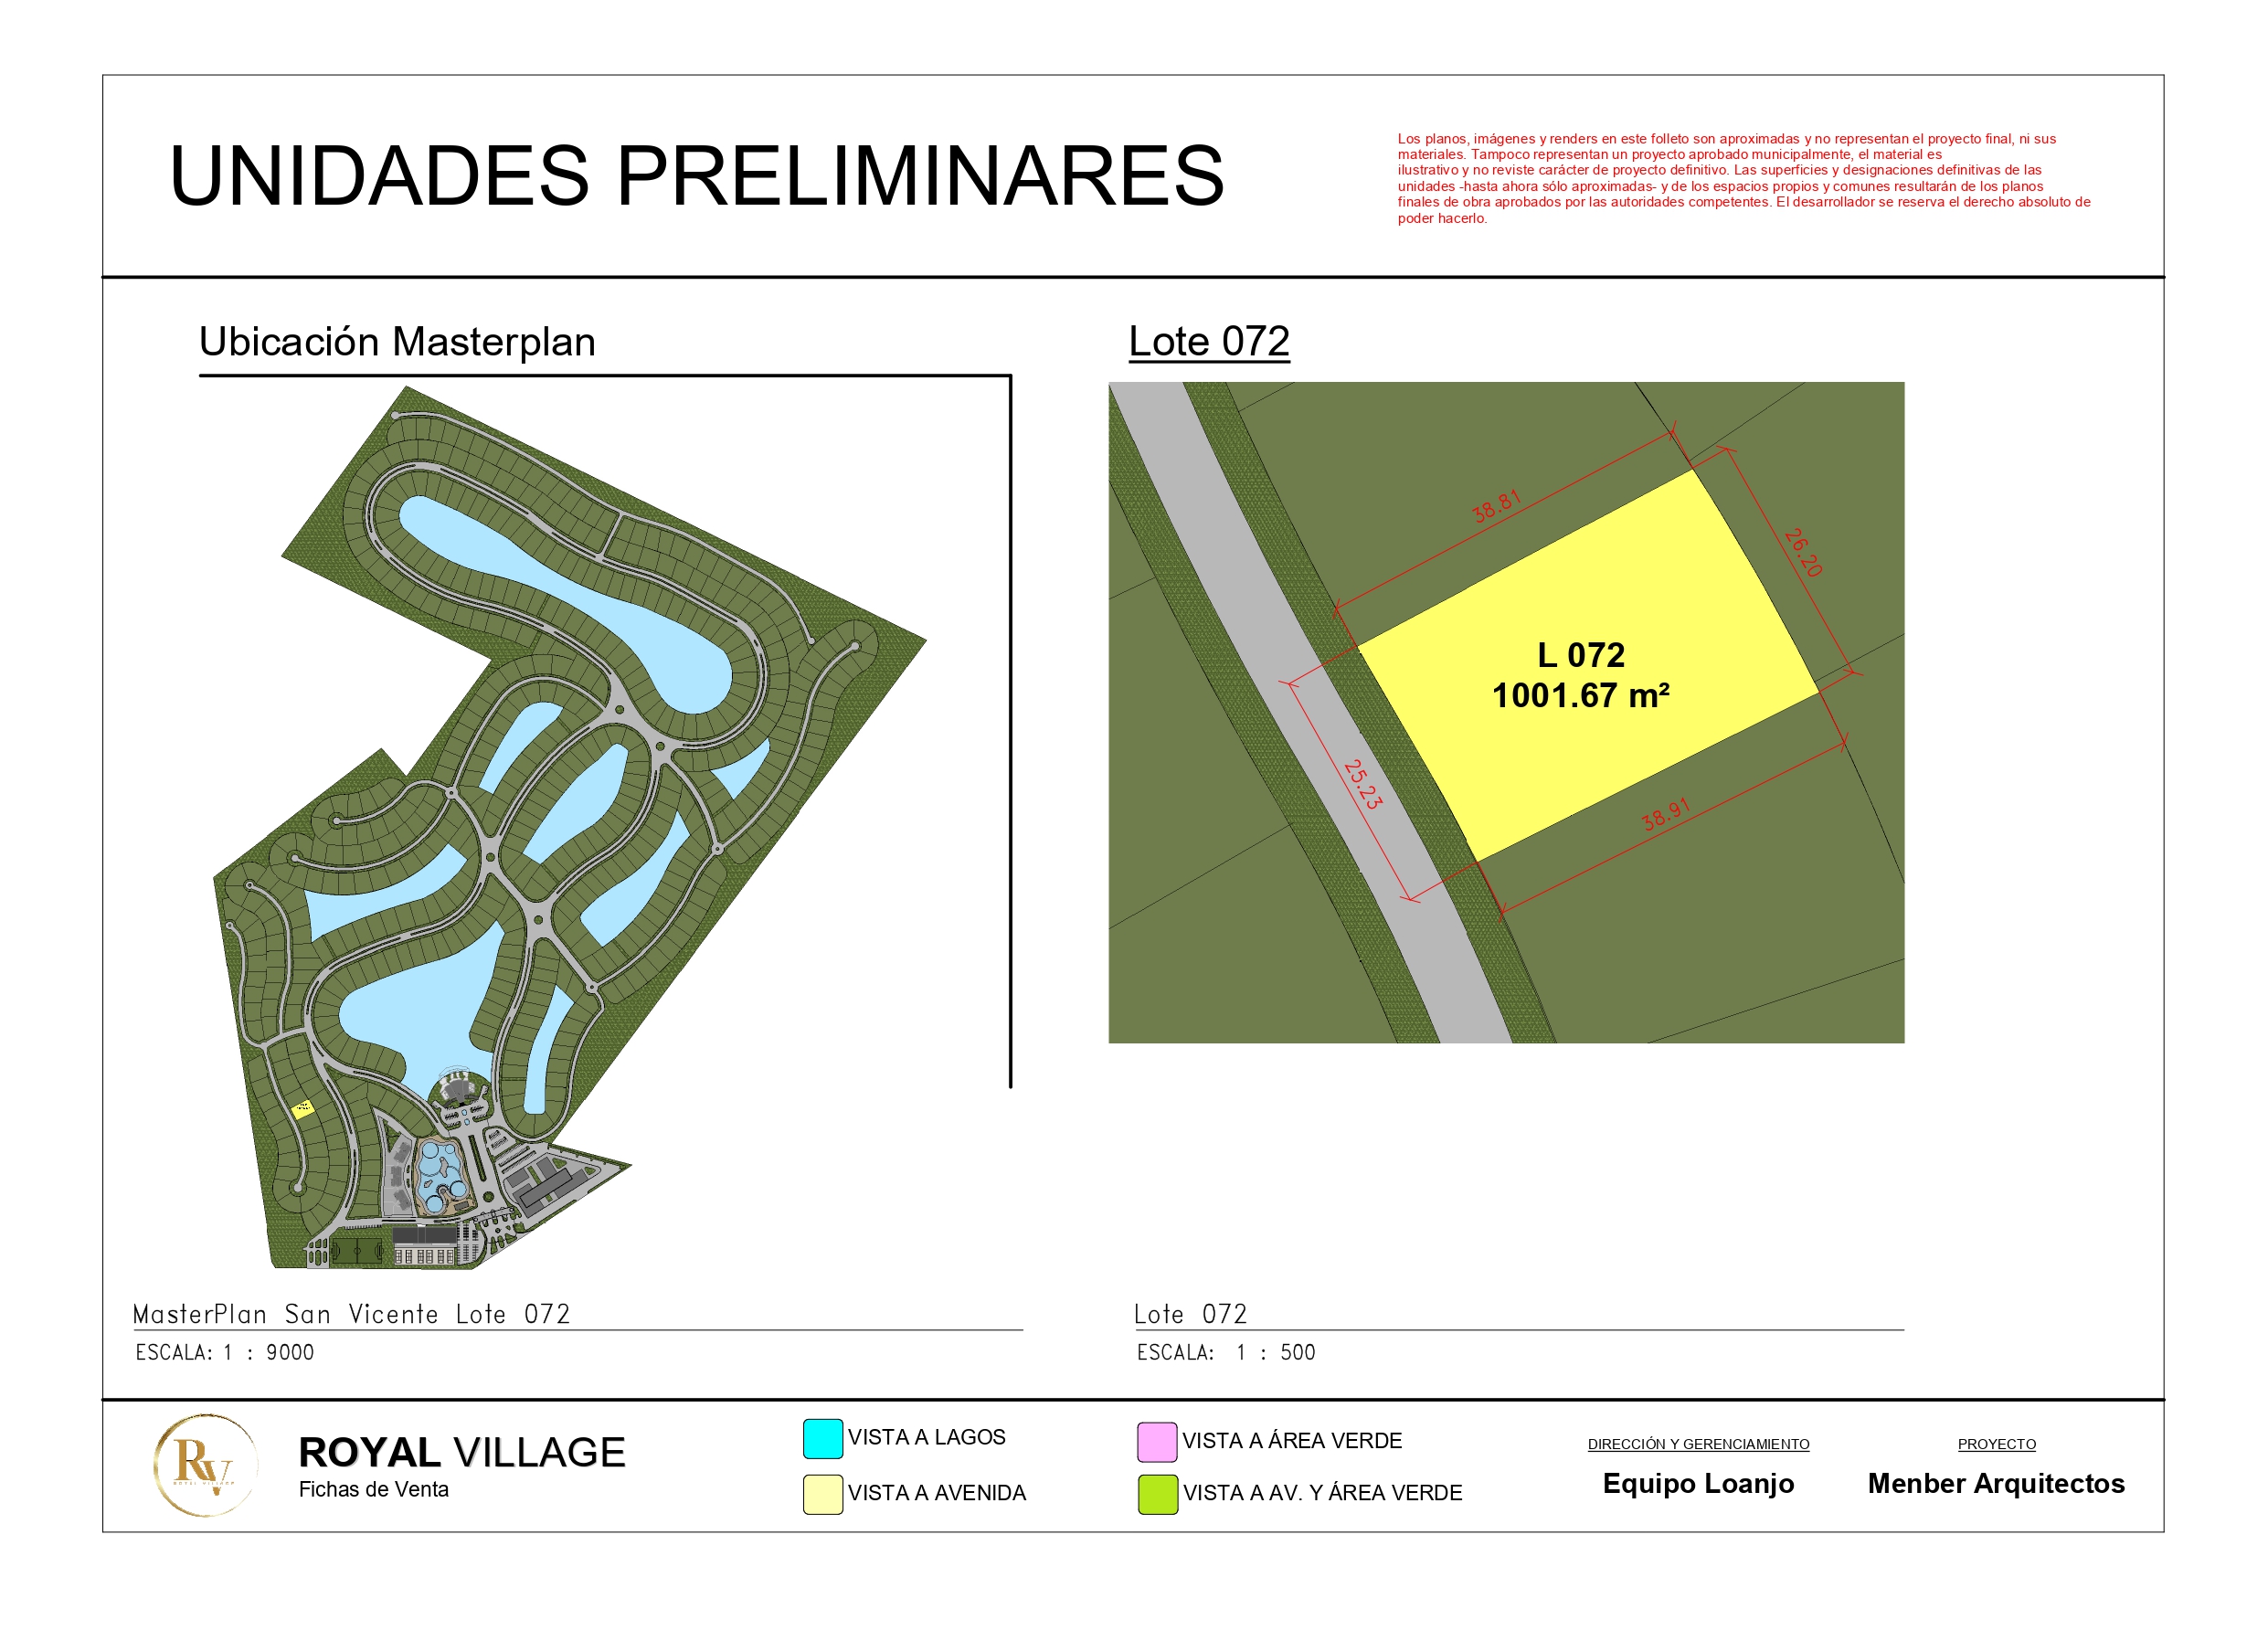 UNIDADES PRELIMINARES
Los planos, imágenes y renders en este folleto son aproximadas y no representan el proyecto final, ni sus
materiales. Tampoco representan un proyecto aprobado municipalmente, el material es
ilustrativo y no reviste carácter de proyecto definitivo. Las superficies y designaciones definitivas de las
unidades -hasta ahora sólo aproximadas- y de los espacios propios y comunes resultarán de los planos
finales de obra aprobados por las autoridades competentes. El desarrollador se reserva el derecho absoluto de
poder hacerlo.
Ubicación Masterplan
Lote 072
38.81
26.20
L 072
1001.67 m²
25.23
38.91
MasterPlan San Vicente Lote 072
ESCALA: 1 : 9000
Lote 072
ESCALA: 1 : 500
RV
ROYAL VILLAGE
ROYAL VILLAGE
Fichas de Venta
VISTA A LAGOS
VISTA A AVENIDA
VISTA A ÁREA VERDE
VISTA A AV. Y ÁREA VERDE
DIRECCIÓN Y GERENCIAMIENTO
Equipo Loanjo
PROYECTO
Menber Arquitectos